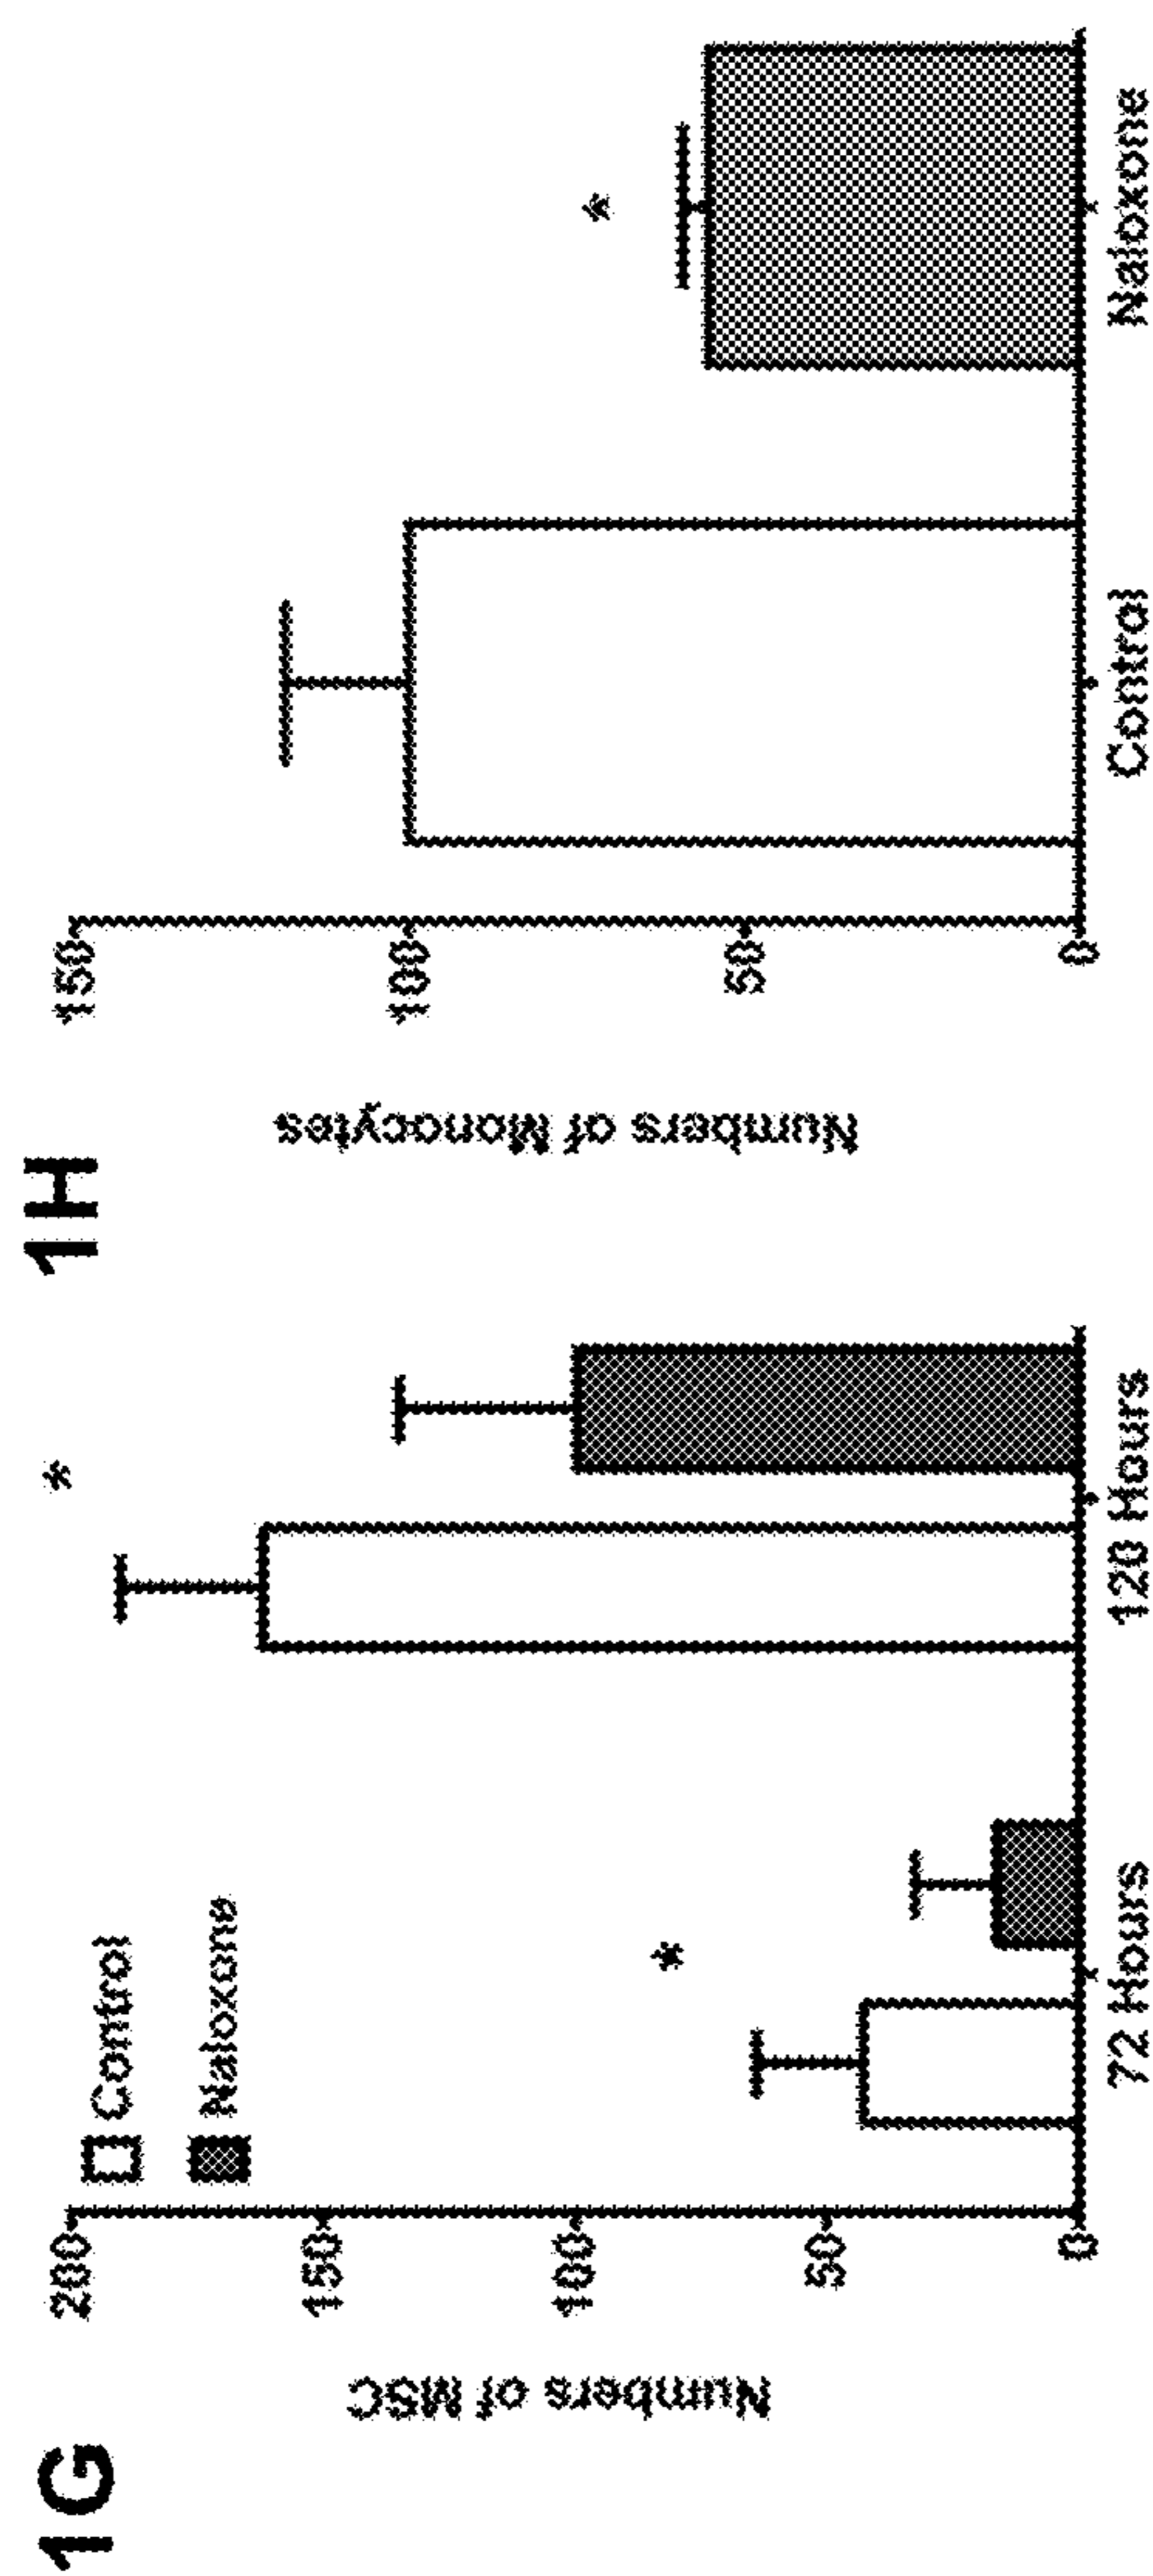 1G
Numbers of MSC
200
150
100
50
0
Control
Naloxone
*
*
72 Hours
120 Hours
1H
Numbers of Monocytes
150
100
50
0
*
Control
Naloxone